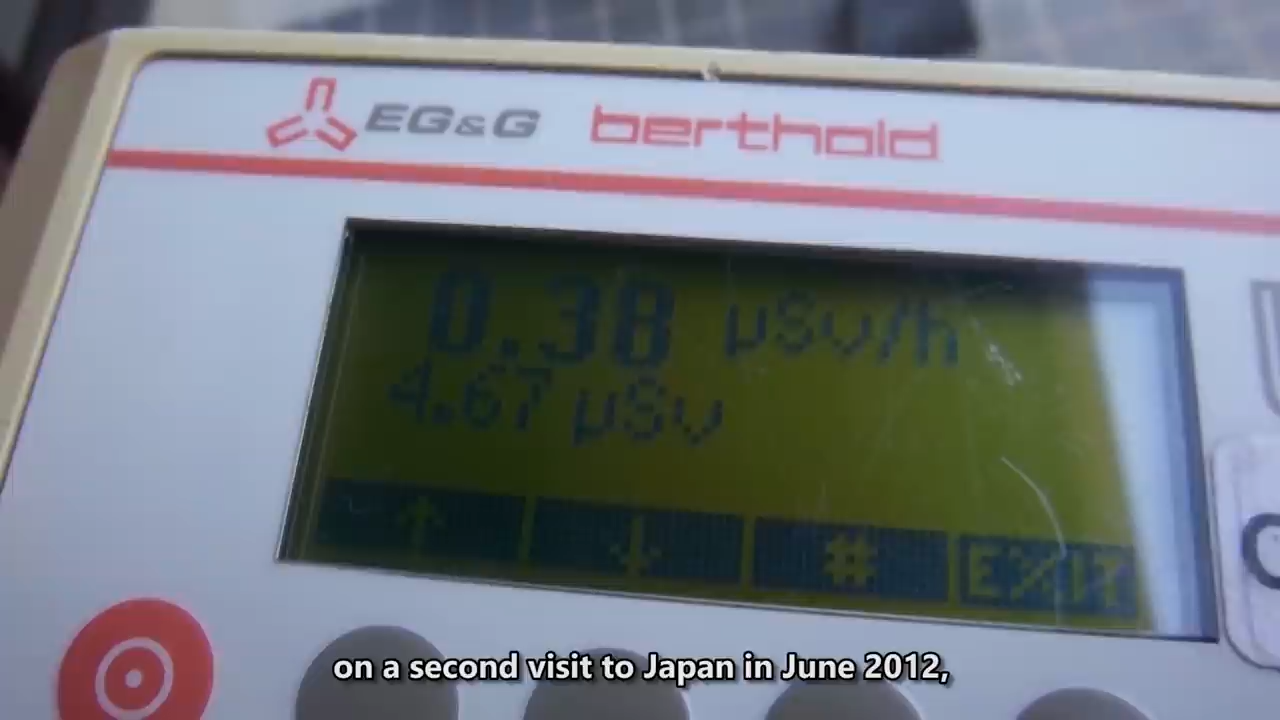 EG&G berthold
0.38 µSv/h
4.67 µSv
↑ ↓ # EXIT
on a second visit to Japan in June 2012,